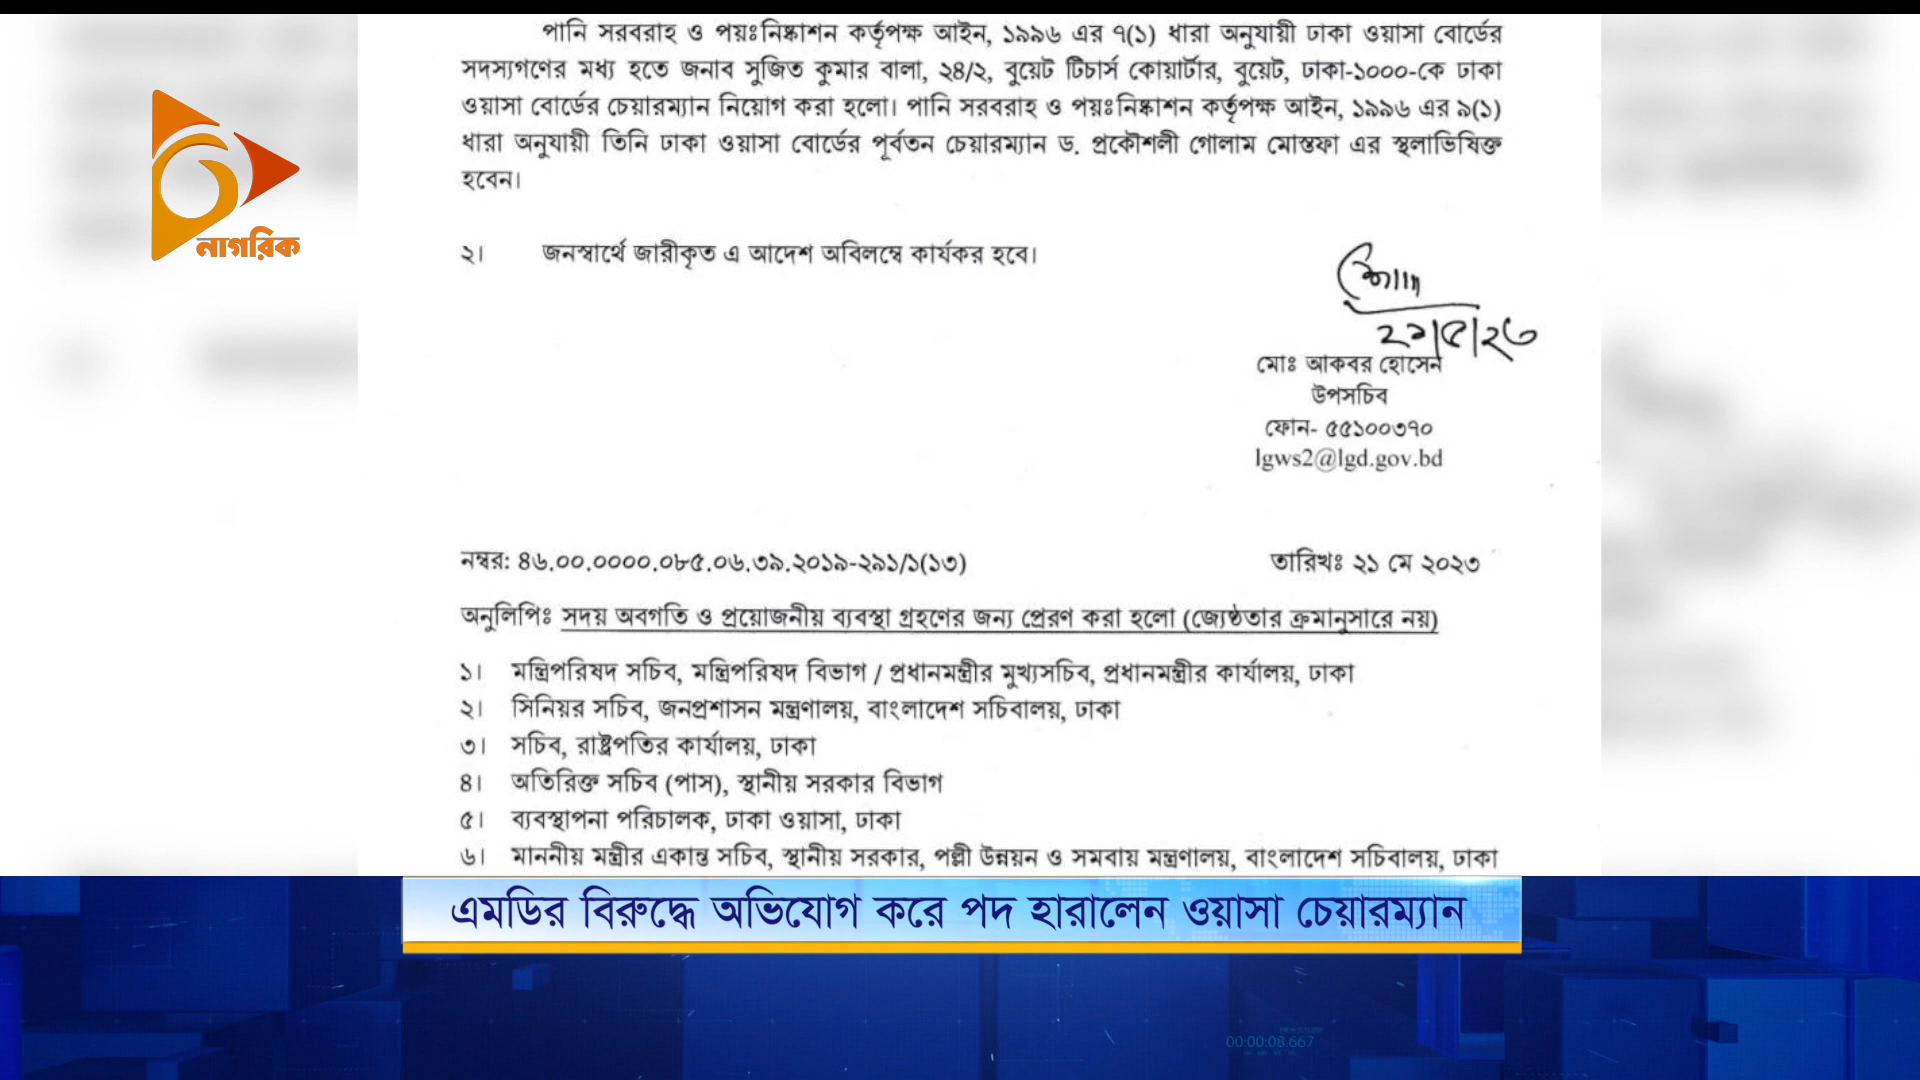 পানি সরবরাহ ও পয়ঃনিষ্কাশন কর্তৃপক্ষ আইন, ১৯৯৬ এর ৭(১) ধারা অনুযায়ী ঢাকা ওয়াসা বোর্ডের
সদস্যগণের মধ্য হতে জনাব সুজিত কুমার বালা, ২৪/২, বুয়েট টিচার্স কোয়ার্টার, বুয়েট, ঢাকা-১০০০-কে ঢাকা
ওয়াসা বোর্ডের চেয়ারম্যান নিয়োগ করা হলো। পানি সরবরাহ ও পয়ঃনিষ্কাশন কর্তৃপক্ষ আইন, ১৯৯৬ এর ৯(১)
ধারা অনুযায়ী তিনি ঢাকা ওয়াসা বোর্ডের পূর্বতন চেয়ারম্যান ড. প্রকৌশলী গোলাম মোস্তফা এর স্থলাভিষিক্ত
হবেন।
নাগরিক
২। জনস্বার্থে জারীকৃত এ আদেশ অবিলম্বে কার্যকর হবে।
২১/৫/২৩
মোঃ আকবর হোসেন
উপসচিব
ফোন- ৫৫১০০৩৭০
lgws2@lgd.gov.bd
নম্বর: ৪৬.০০.০০০০.০৮৫.০৬.৩৯.২০১৯-২৯১/১(১৩) তারিখঃ ২১ মে ২০২৩
অনুলিপিঃ সদয় অবগতি ও প্রয়োজনীয় ব্যবস্থা গ্রহণের জন্য প্রেরণ করা হলো (জ্যেষ্ঠতার ক্রমানুসারে নয়)
১। মন্ত্রিপরিষদ সচিব, মন্ত্রিপরিষদ বিভাগ / প্রধানমন্ত্রীর মুখ্যসচিব, প্রধানমন্ত্রীর কার্যালয়, ঢাকা
২। সিনিয়র সচিব, জনপ্রশাসন মন্ত্রণালয়, বাংলাদেশ সচিবালয়, ঢাকা
৩। সচিব, রাষ্ট্রপতির কার্যালয়, ঢাকা
৪। অতিরিক্ত সচিব (পাস), স্থানীয় সরকার বিভাগ
৫। ব্যবস্থাপনা পরিচালক, ঢাকা ওয়াসা, ঢাকা
৬। মাননীয় মন্ত্রীর একান্ত সচিব, স্থানীয় সরকার, পল্লী উন্নয়ন ও সমবায় মন্ত্রণালয়, বাংলাদেশ সচিবালয়, ঢাকা
এমডির বিরুদ্ধে অভিযোগ করে পদ হারালেন ওয়াসা চেয়ারম্যান
00:00:08.667